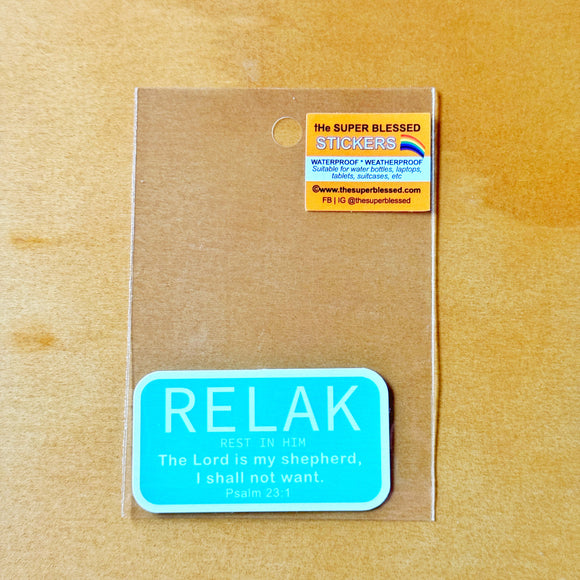 tHe SUPER BLESSED
STICKERS
WATERPROOF * WEATHERPROOF
Suitable for water bottles, laptops,
tablets, suitcases, etc
©www.thesuperblessed.com
FB | IG @thesuperblessed
RELAK
REST IN HIM
The Lord is my shepherd,
I shall not want.
Psalm 23:1